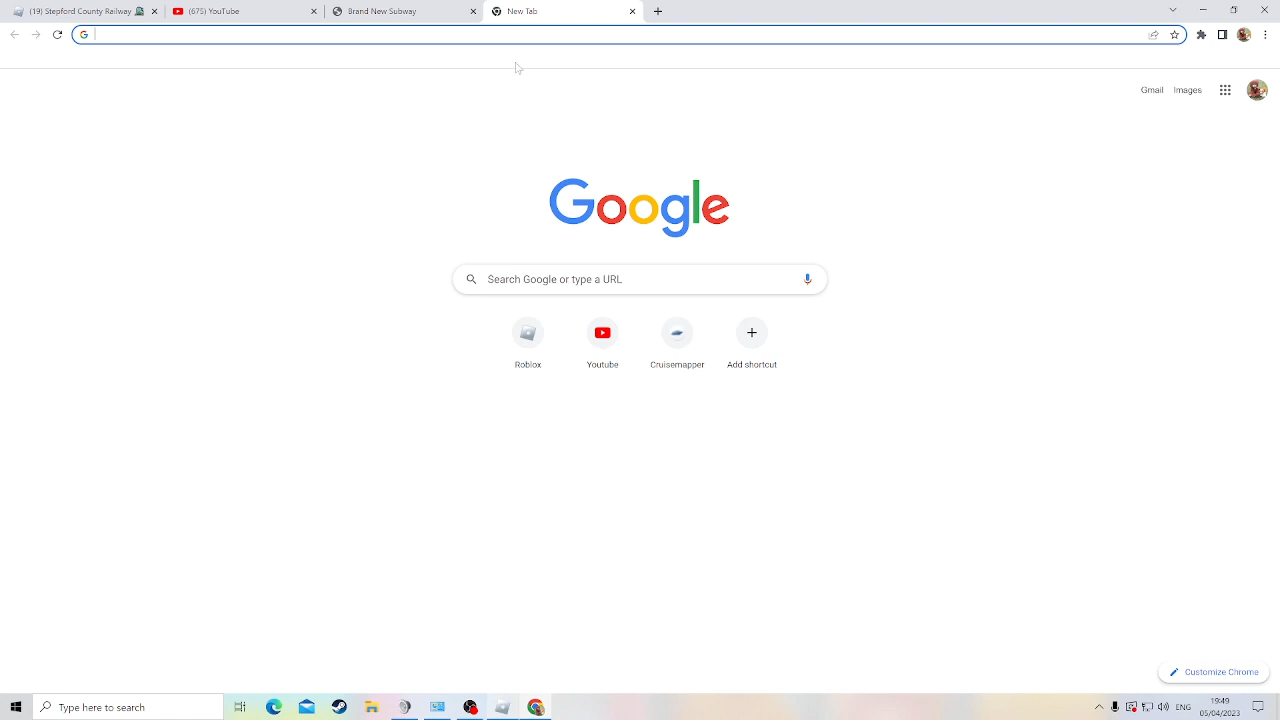 (19) Stepford County Railway
(675) YouTube
Brand New Subway
New Tab
Gmail
Images
Google
Search Google or type a URL
Roblox
Youtube
Cruisemapper
Add shortcut
Customize Chrome
Type here to search
ENG
19:49
05/04/2023